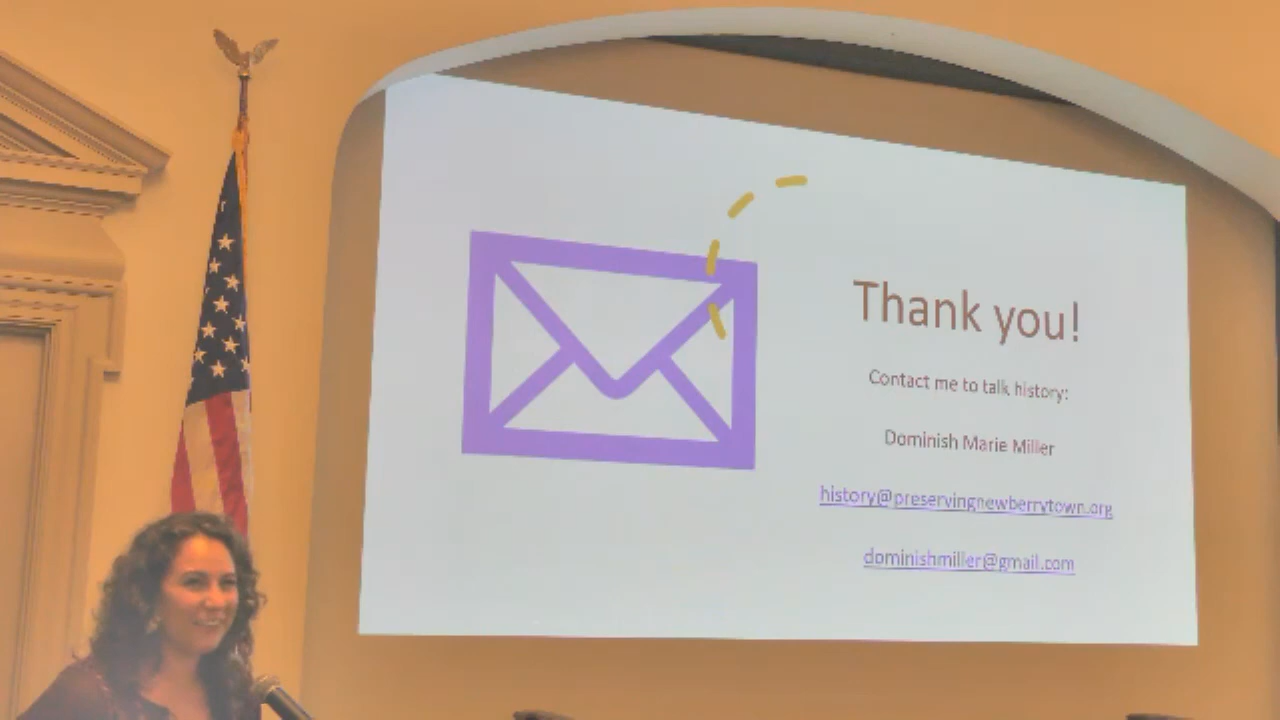 Thank you!
Contact me to talk history:
Dominish Marie Miller
history@preservingnewberrytown.org
dominishmiller@gmail.com